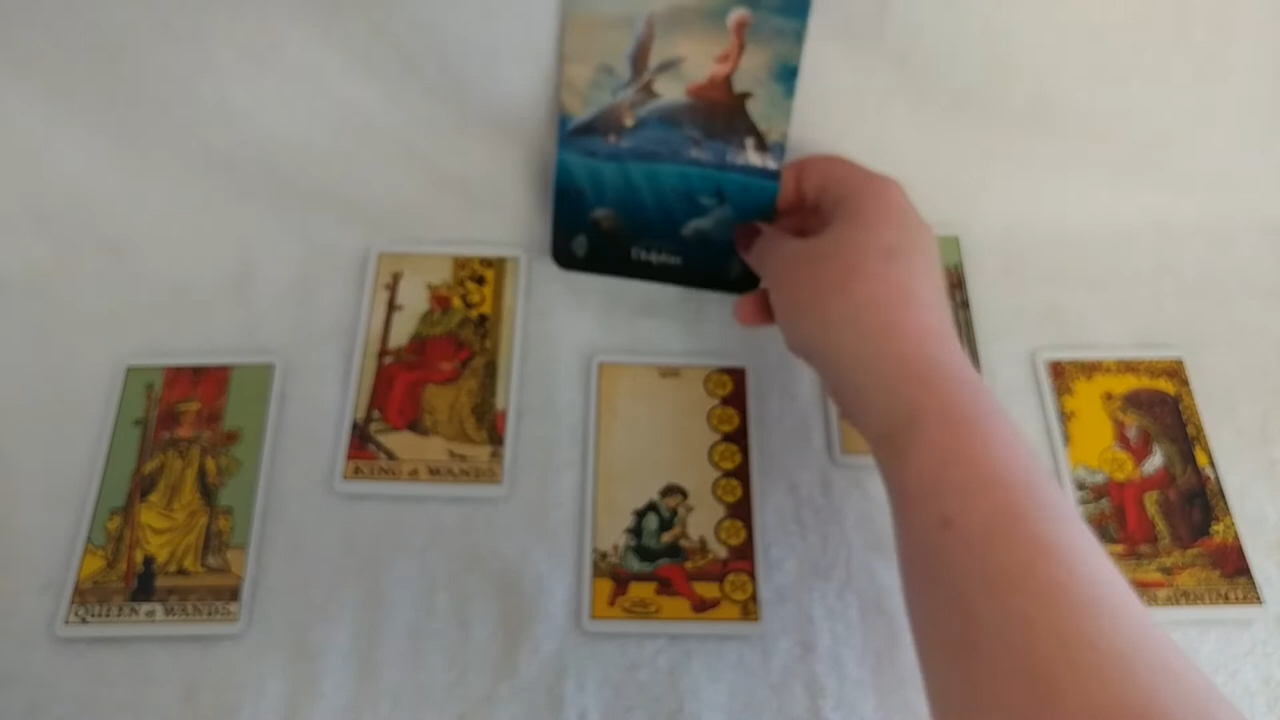 Dolphin
KING of WANDS.
QUEEN of WANDS.
PENTACLES